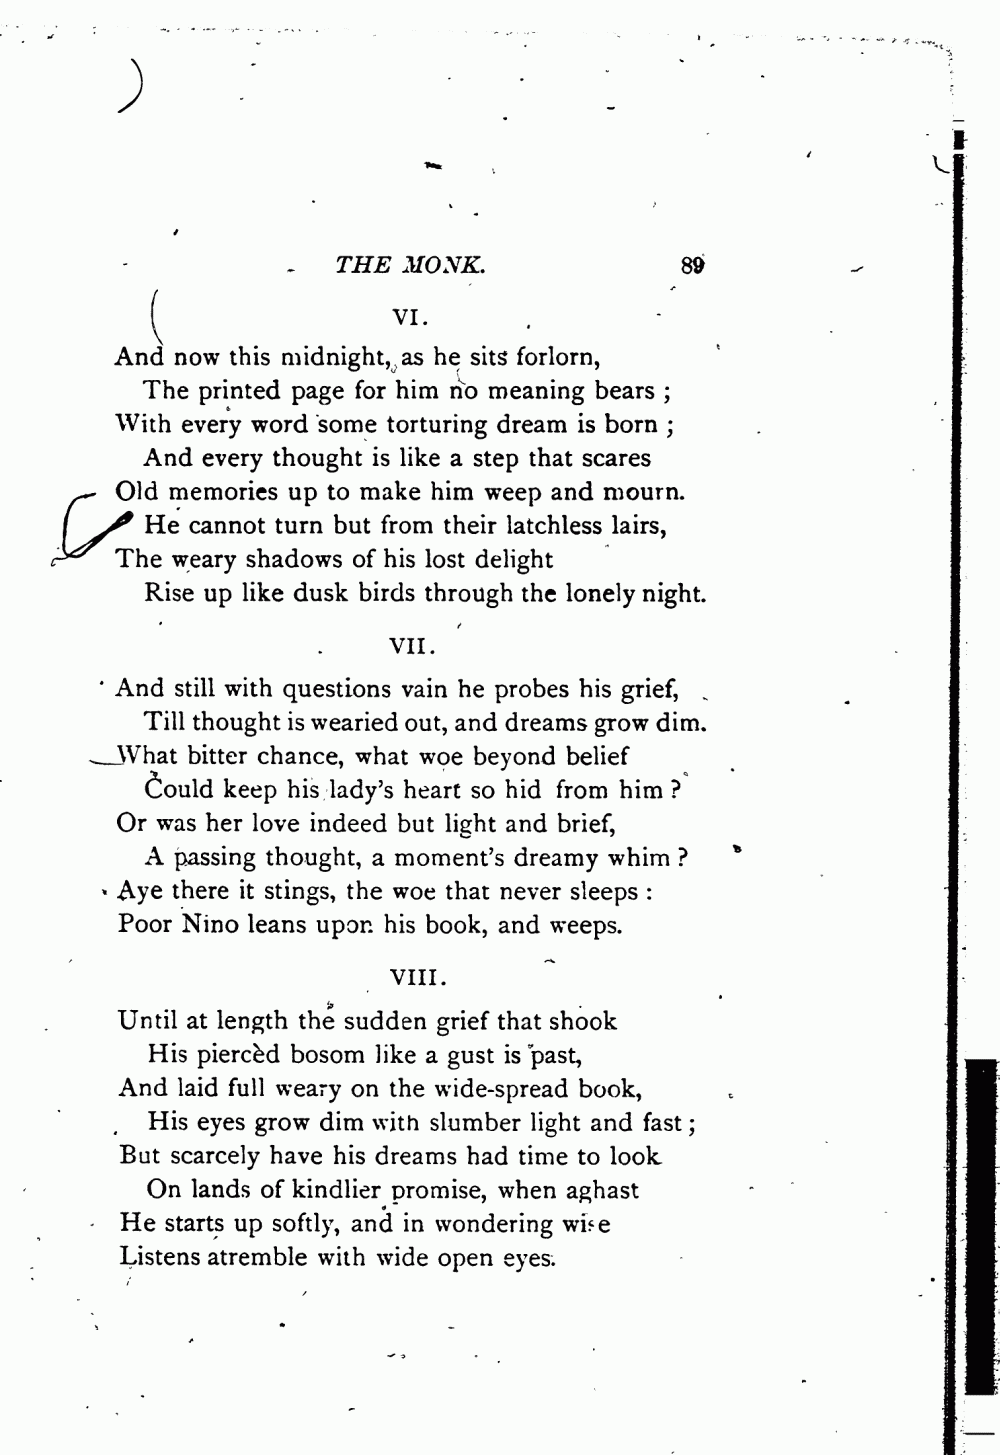 THE MONK. 89
VI.
And now this midnight, as he sits forlorn,
The printed page for him no meaning bears ;
With every word some torturing dream is born ;
And every thought is like a step that scares
Old memories up to make him weep and mourn.
He cannot turn but from their latchless lairs,
The weary shadows of his lost delight
Rise up like dusk birds through the lonely night.
VII.
And still with questions vain he probes his grief,
Till thought is wearied out, and dreams grow dim.
What bitter chance, what woe beyond belief
Could keep his lady's heart so hid from him ?
Or was her love indeed but light and brief,
A passing thought, a moment's dreamy whim ?
Aye there it stings, the woe that never sleeps :
Poor Nino leans upon his book, and weeps.
VIII.
Until at length the sudden grief that shook
His piercèd bosom like a gust is past,
And laid full weary on the wide-spread book,
His eyes grow dim with slumber light and fast ;
But scarcely have his dreams had time to look
On lands of kindlier promise, when aghast
He starts up softly, and in wondering wise
Listens atremble with wide open eyes.